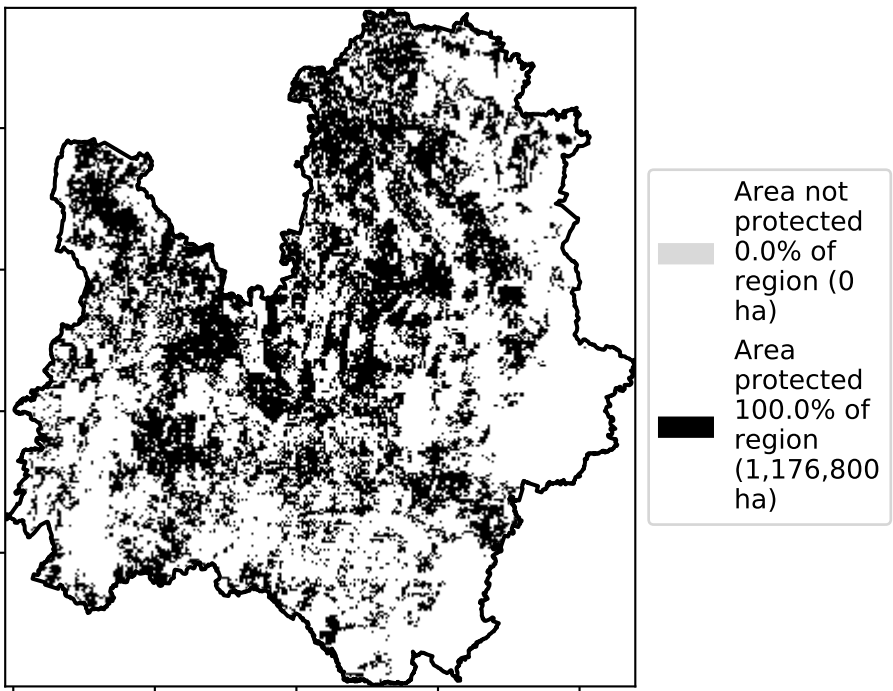 Area not
protected
0.0% of
region (0
ha)
Area
protected
100.0% of
region
(1,176,800
ha)